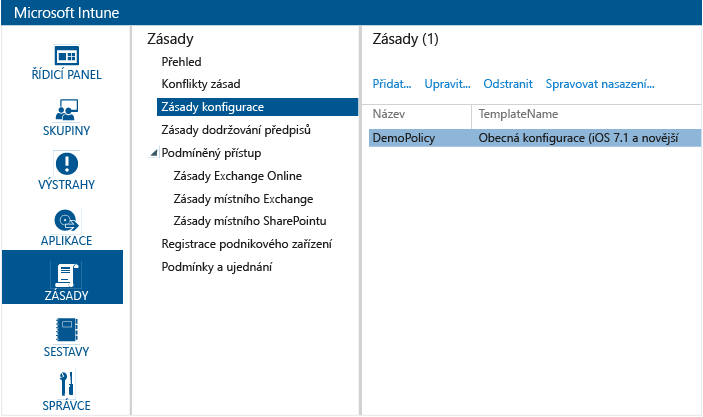 Microsoft Intune
ŘÍDICÍ PANEL
SKUPINY
VÝSTRAHY
APLIKACE
ZÁSADY
SESTAVY
SPRÁVCE
Zásady
Přehled
Konflikty zásad
Zásady konfigurace
Zásady dodržování předpisů
Podmíněný přístup
Zásady Exchange Online
Zásady místního Exchange
Zásady místního SharePointu
Registrace podnikového zařízení
Podmínky a ujednání
Zásady (1)
Přidat... Upravit... Odstranit Spravovat nasazení...
Název TemplateName
DemoPolicy Obecná konfigurace (iOS 7.1 a novější